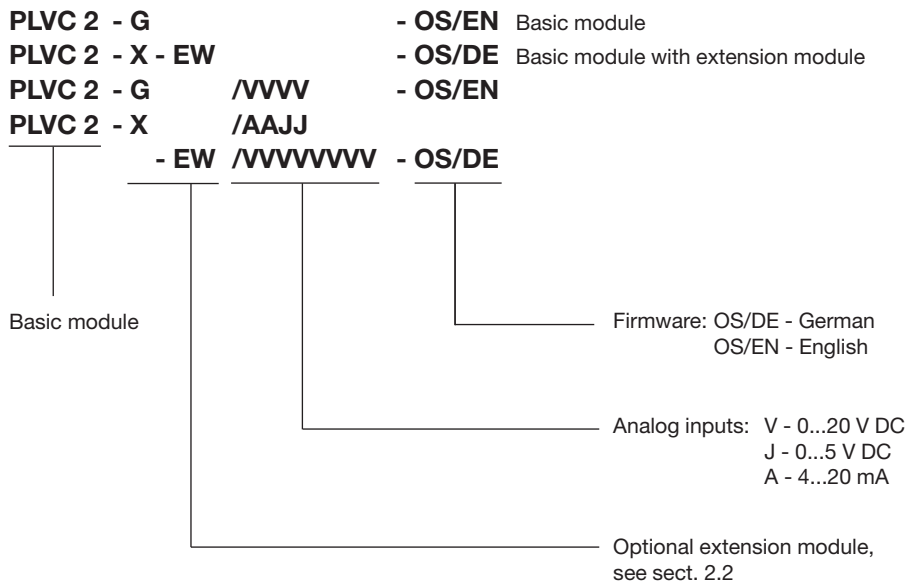 PLVC 2 - G - OS/EN Basic module
PLVC 2 - X - EW - OS/DE Basic module with extension module
PLVC 2 - G /VVVV - OS/EN
PLVC 2 - X /AAJJ
- EW /VVVVVVVV - OS/DE
Basic module
Firmware: OS/DE - German
OS/EN - English
Analog inputs: V - 0...20 V DC
J - 0...5 V DC
A - 4...20 mA
Optional extension module,
see sect. 2.2